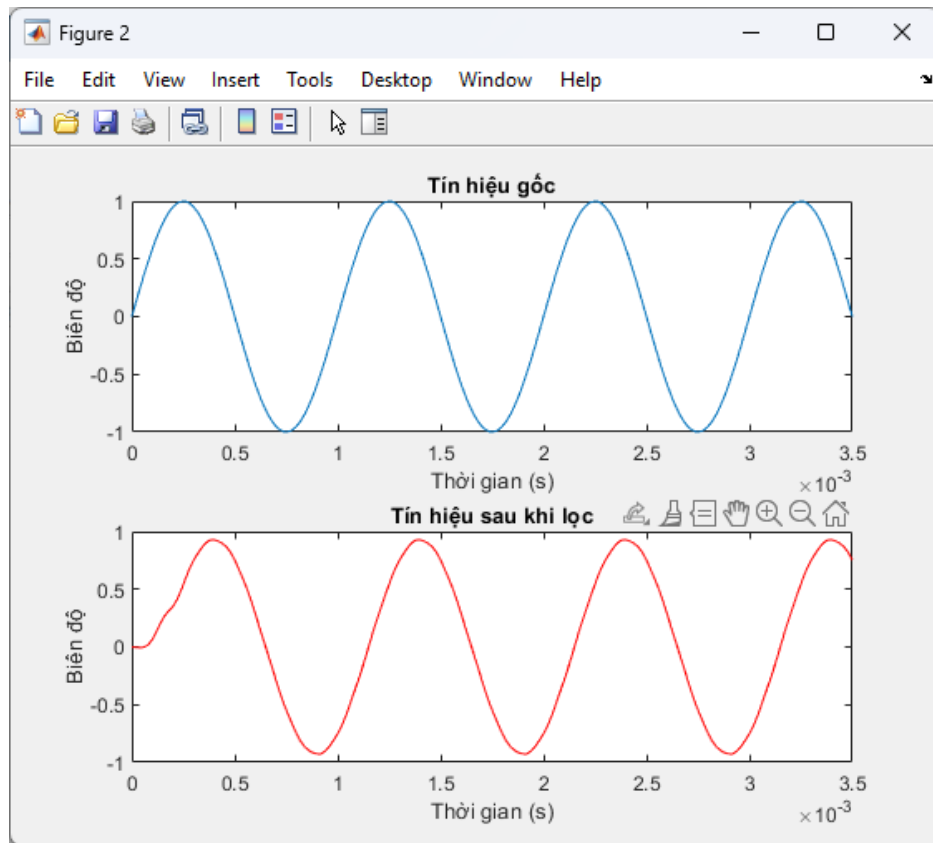 Figure 2
File Edit View Insert Tools Desktop Window Help
Tín hiệu gốc
1
0.5
0
-0.5
-1
Biên độ
0 0.5 1 1.5 2 2.5 3 3.5
Thời gian (s)
×10-3
Tín hiệu sau khi lọc
1
0.5
0
-0.5
-1
Biên độ
0 0.5 1 1.5 2 2.5 3 3.5
Thời gian (s)
×10-3